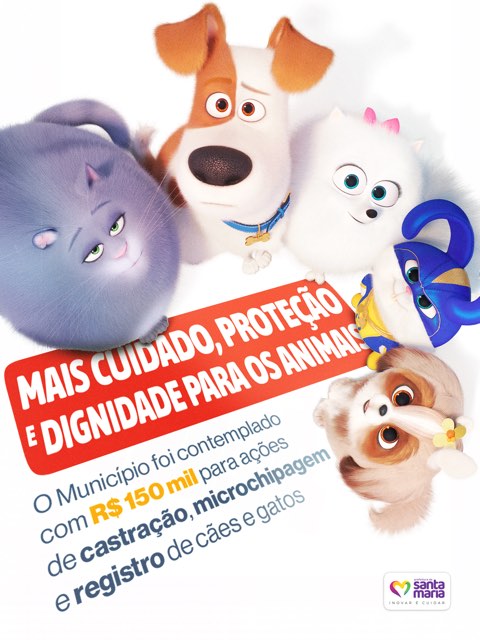 MAIS CUIDADO, PROTEÇÃO
E DIGNIDADE PARA OS ANIMAIS
O Município foi contemplado
com R$ 150 mil para ações
de castração, microchipagem
e registro de cães e gatos
santa
maria
INOVAR E CUIDAR